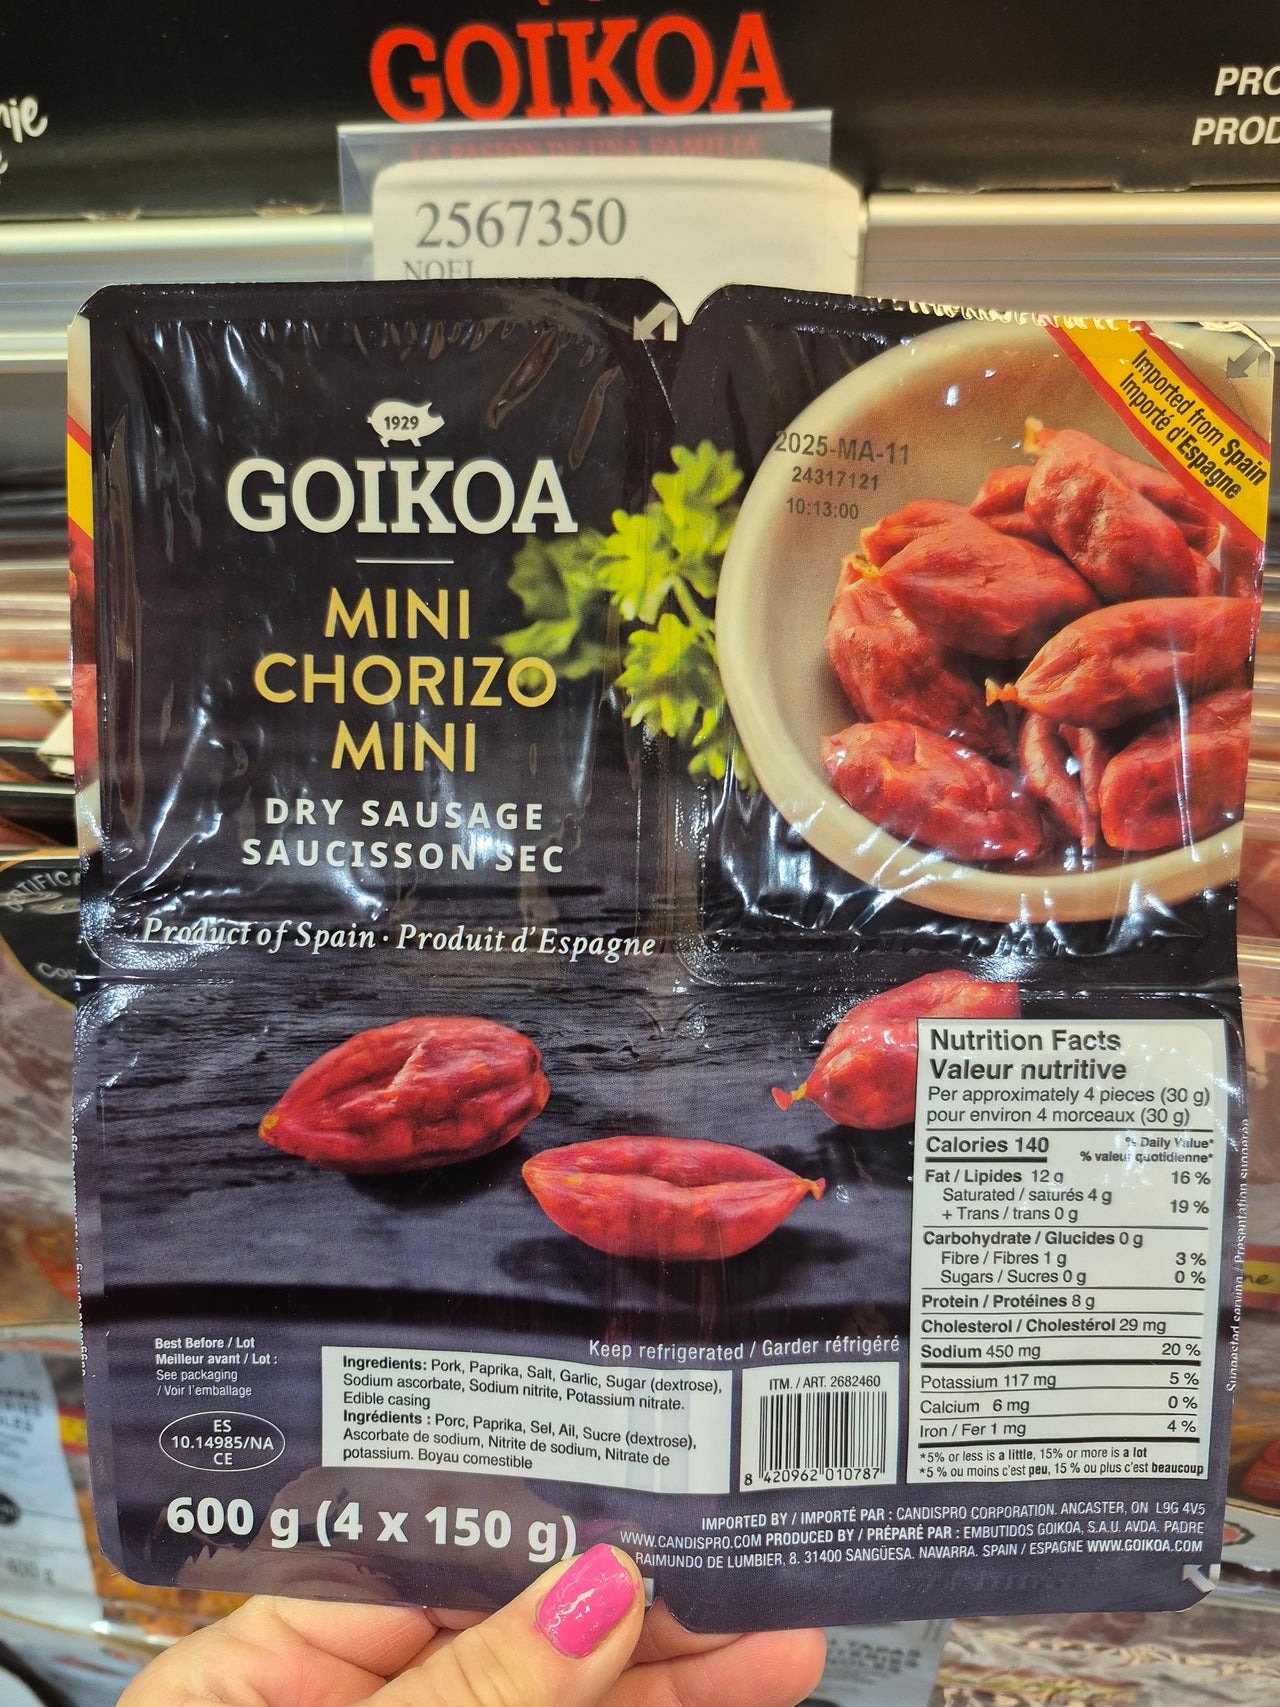 GOIKOA
LA PASIÓN DE UNA FAMILIA
PROD
2567350
NOEL
1929
GOIKOA
MINI
CHORIZO
MINI
DRY SAUSAGE
SAUCISSON SEC
Product of Spain · Produit d'Espagne
Imported from Spain
Importé d'Espagne
2025-MA-11
24317121
10:13:00
Nutrition Facts
Valeur nutritive
Per approximately 4 pieces (30 g)
pour environ 4 morceaux (30 g)
Calories 140
% Daily Value*
% valeur quotidienne*
Fat / Lipides 12 g 16 %
Saturated / saturés 4 g
+ Trans / trans 0 g 19 %
Carbohydrate / Glucides 0 g
Fibre / Fibres 1 g 3 %
Sugars / Sucres 0 g 0 %
Protein / Protéines 8 g
Cholesterol / Cholestérol 29 mg
Sodium 450 mg 20 %
Potassium 117 mg 5 %
Calcium 6 mg 0 %
Iron / Fer 1 mg 4 %
*5% or less is a little, 15% or more is a lot
*5 % ou moins c'est peu, 15 % ou plus c'est beaucoup
Suggested serving / Présentation suggérée
Keep refrigerated / Garder réfrigéré
Best Before / Lot
Meilleur avant / Lot :
See packaging
/ Voir l'emballage
ES
10.14985/NA
CE
Ingredients: Pork, Paprika, Salt, Garlic, Sugar (dextrose),
Sodium ascorbate, Sodium nitrite, Potassium nitrate.
Edible casing
Ingrédients : Porc, Paprika, Sel, Ail, Sucre (dextrose),
Ascorbate de sodium, Nitrite de sodium, Nitrate de
potassium. Boyau comestible
ITM. / ART. 2682460
8 420962 010787
600 g (4 x 150 g)
IMPORTED BY / IMPORTÉ PAR : CANDISPRO CORPORATION. ANCASTER, ON L9G 4V5
WWW.CANDISPRO.COM PRODUCED BY / PRÉPARÉ PAR : EMBUTIDOS GOIKOA, S.A.U. AVDA. PADRE
RAIMUNDO DE LUMBIER, 8. 31400 SANGÜESA. NAVARRA. SPAIN / ESPAGNE WWW.GOIKOA.COM